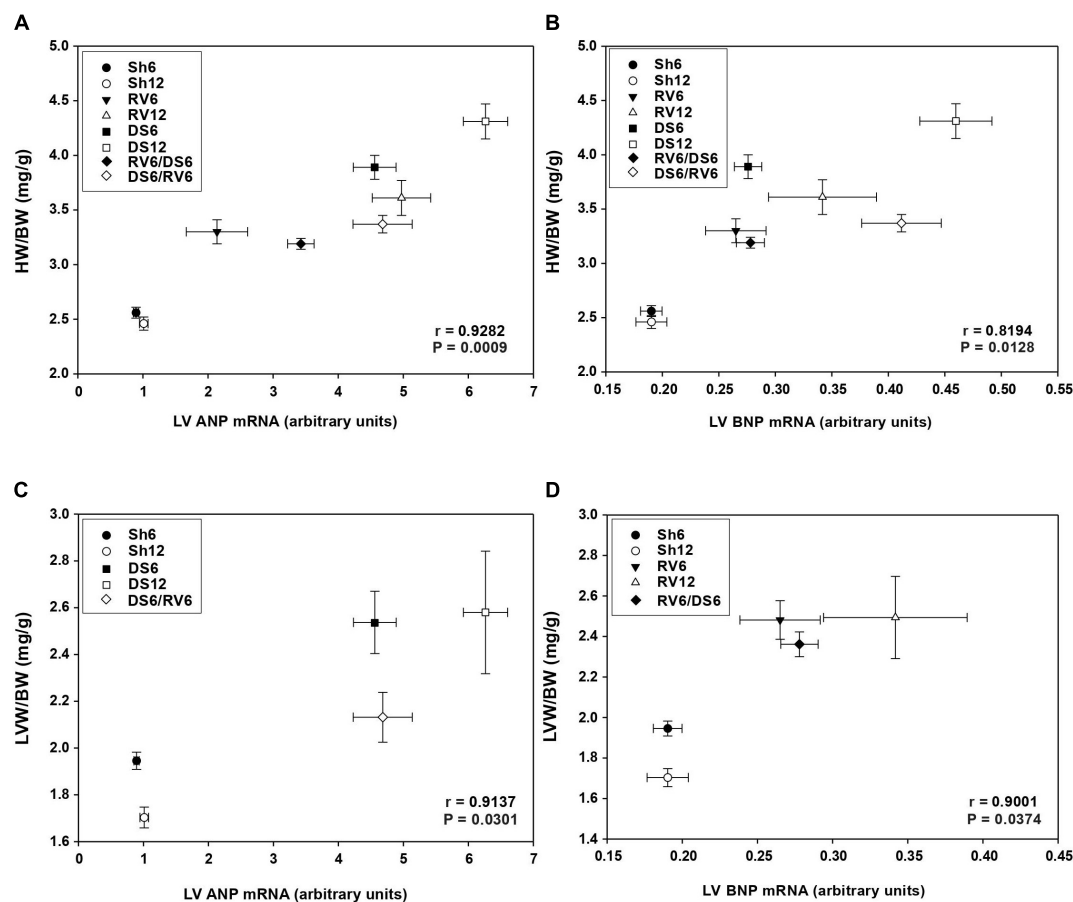 A
HW/BW (mg/g)
5.0
4.5
4.0
3.5
3.0
2.5
2.0
Sh6
Sh12
RV6
RV12
DS6
DS12
RV6/DS6
DS6/RV6
r = 0.9282
P = 0.0009
0 1 2 3 4 5 6 7
LV ANP mRNA (arbitrary units)
B
HW/BW (mg/g)
5.0
4.5
4.0
3.5
3.0
2.5
2.0
Sh6
Sh12
RV6
RV12
DS6
DS12
RV6/DS6
DS6/RV6
r = 0.8194
P = 0.0128
0.15 0.20 0.25 0.30 0.35 0.40 0.45 0.50 0.55
LV BNP mRNA (arbitrary units)
C
LVW/BW (mg/g)
3.0
2.8
2.6
2.4
2.2
2.0
1.8
1.6
Sh6
Sh12
DS6
DS12
DS6/RV6
r = 0.9137
P = 0.0301
0 1 2 3 4 5 6 7
LV ANP mRNA (arbitrary units)
D
LVW/BW (mg/g)
3.0
2.8
2.6
2.4
2.2
2.0
1.8
1.6
1.4
Sh6
Sh12
RV6
RV12
RV6/DS6
r = 0.9001
P = 0.0374
0.15 0.20 0.25 0.30 0.35 0.40 0.45
LV BNP mRNA (arbitrary units)